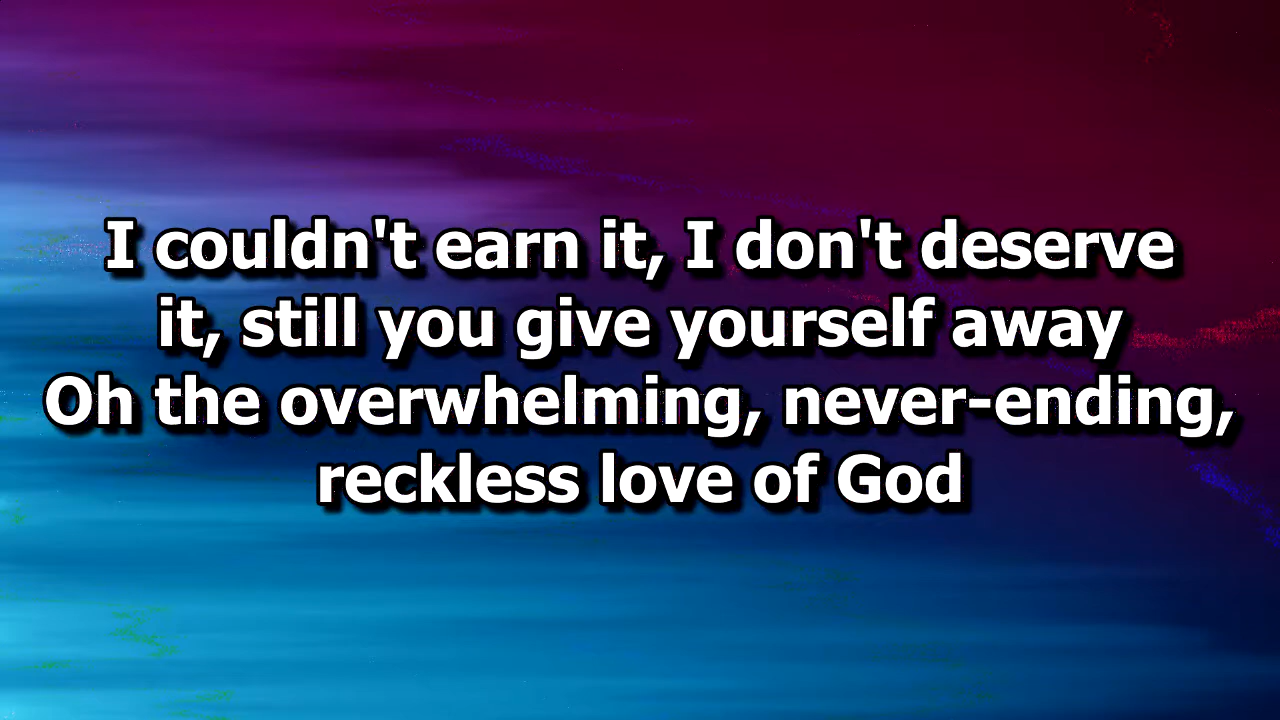 I couldn't earn it, I don't deserve
it, still you give yourself away
Oh the overwhelming, never-ending,
reckless love of God